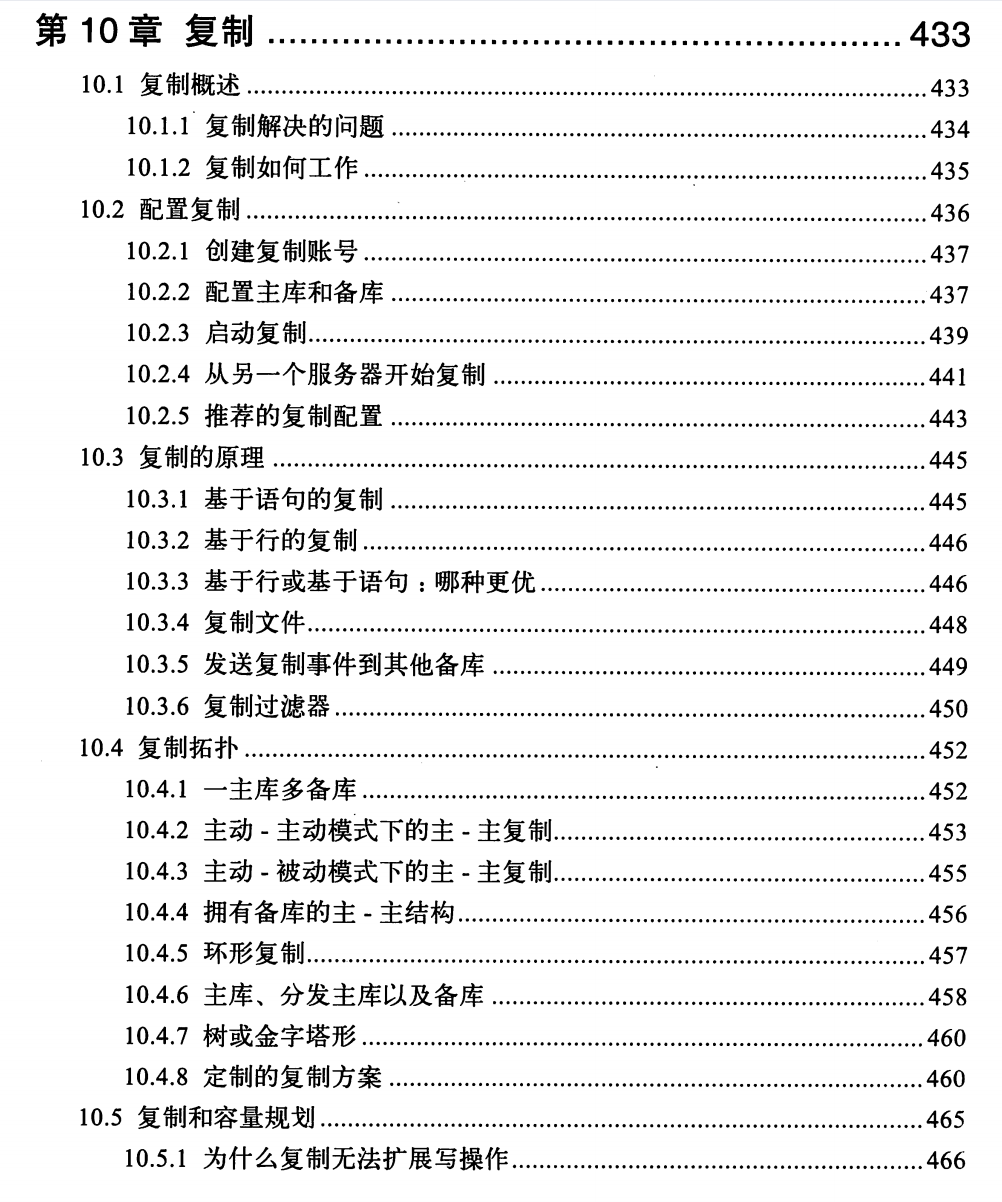 第 10 章 复制 ........................................................ 433
10.1 复制概述 ........................................................ 433
10.1.1 复制解决的问题 ........................................................ 434
10.1.2 复制如何工作 ........................................................ 435
10.2 配置复制 ........................................................ 436
10.2.1 创建复制账号 ........................................................ 437
10.2.2 配置主库和备库 ........................................................ 437
10.2.3 启动复制 ........................................................ 439
10.2.4 从另一个服务器开始复制 ........................................................ 441
10.2.5 推荐的复制配置 ........................................................ 443
10.3 复制的原理 ........................................................ 445
10.3.1 基于语句的复制 ........................................................ 445
10.3.2 基于行的复制 ........................................................ 446
10.3.3 基于行或基于语句：哪种更优 ........................................................ 446
10.3.4 复制文件 ........................................................ 448
10.3.5 发送复制事件到其他备库 ........................................................ 449
10.3.6 复制过滤器 ........................................................ 450
10.4 复制拓扑 ........................................................ 452
10.4.1 一主库多备库 ........................................................ 452
10.4.2 主动 - 主动模式下的主 - 主复制 ........................................................ 453
10.4.3 主动 - 被动模式下的主 - 主复制 ........................................................ 455
10.4.4 拥有备库的主 - 主结构 ........................................................ 456
10.4.5 环形复制 ........................................................ 457
10.4.6 主库、分发主库以及备库 ........................................................ 458
10.4.7 树或金字塔形 ........................................................ 460
10.4.8 定制的复制方案 ........................................................ 460
10.5 复制和容量规划 ........................................................ 465
10.5.1 为什么复制无法扩展写操作 ........................................................ 466